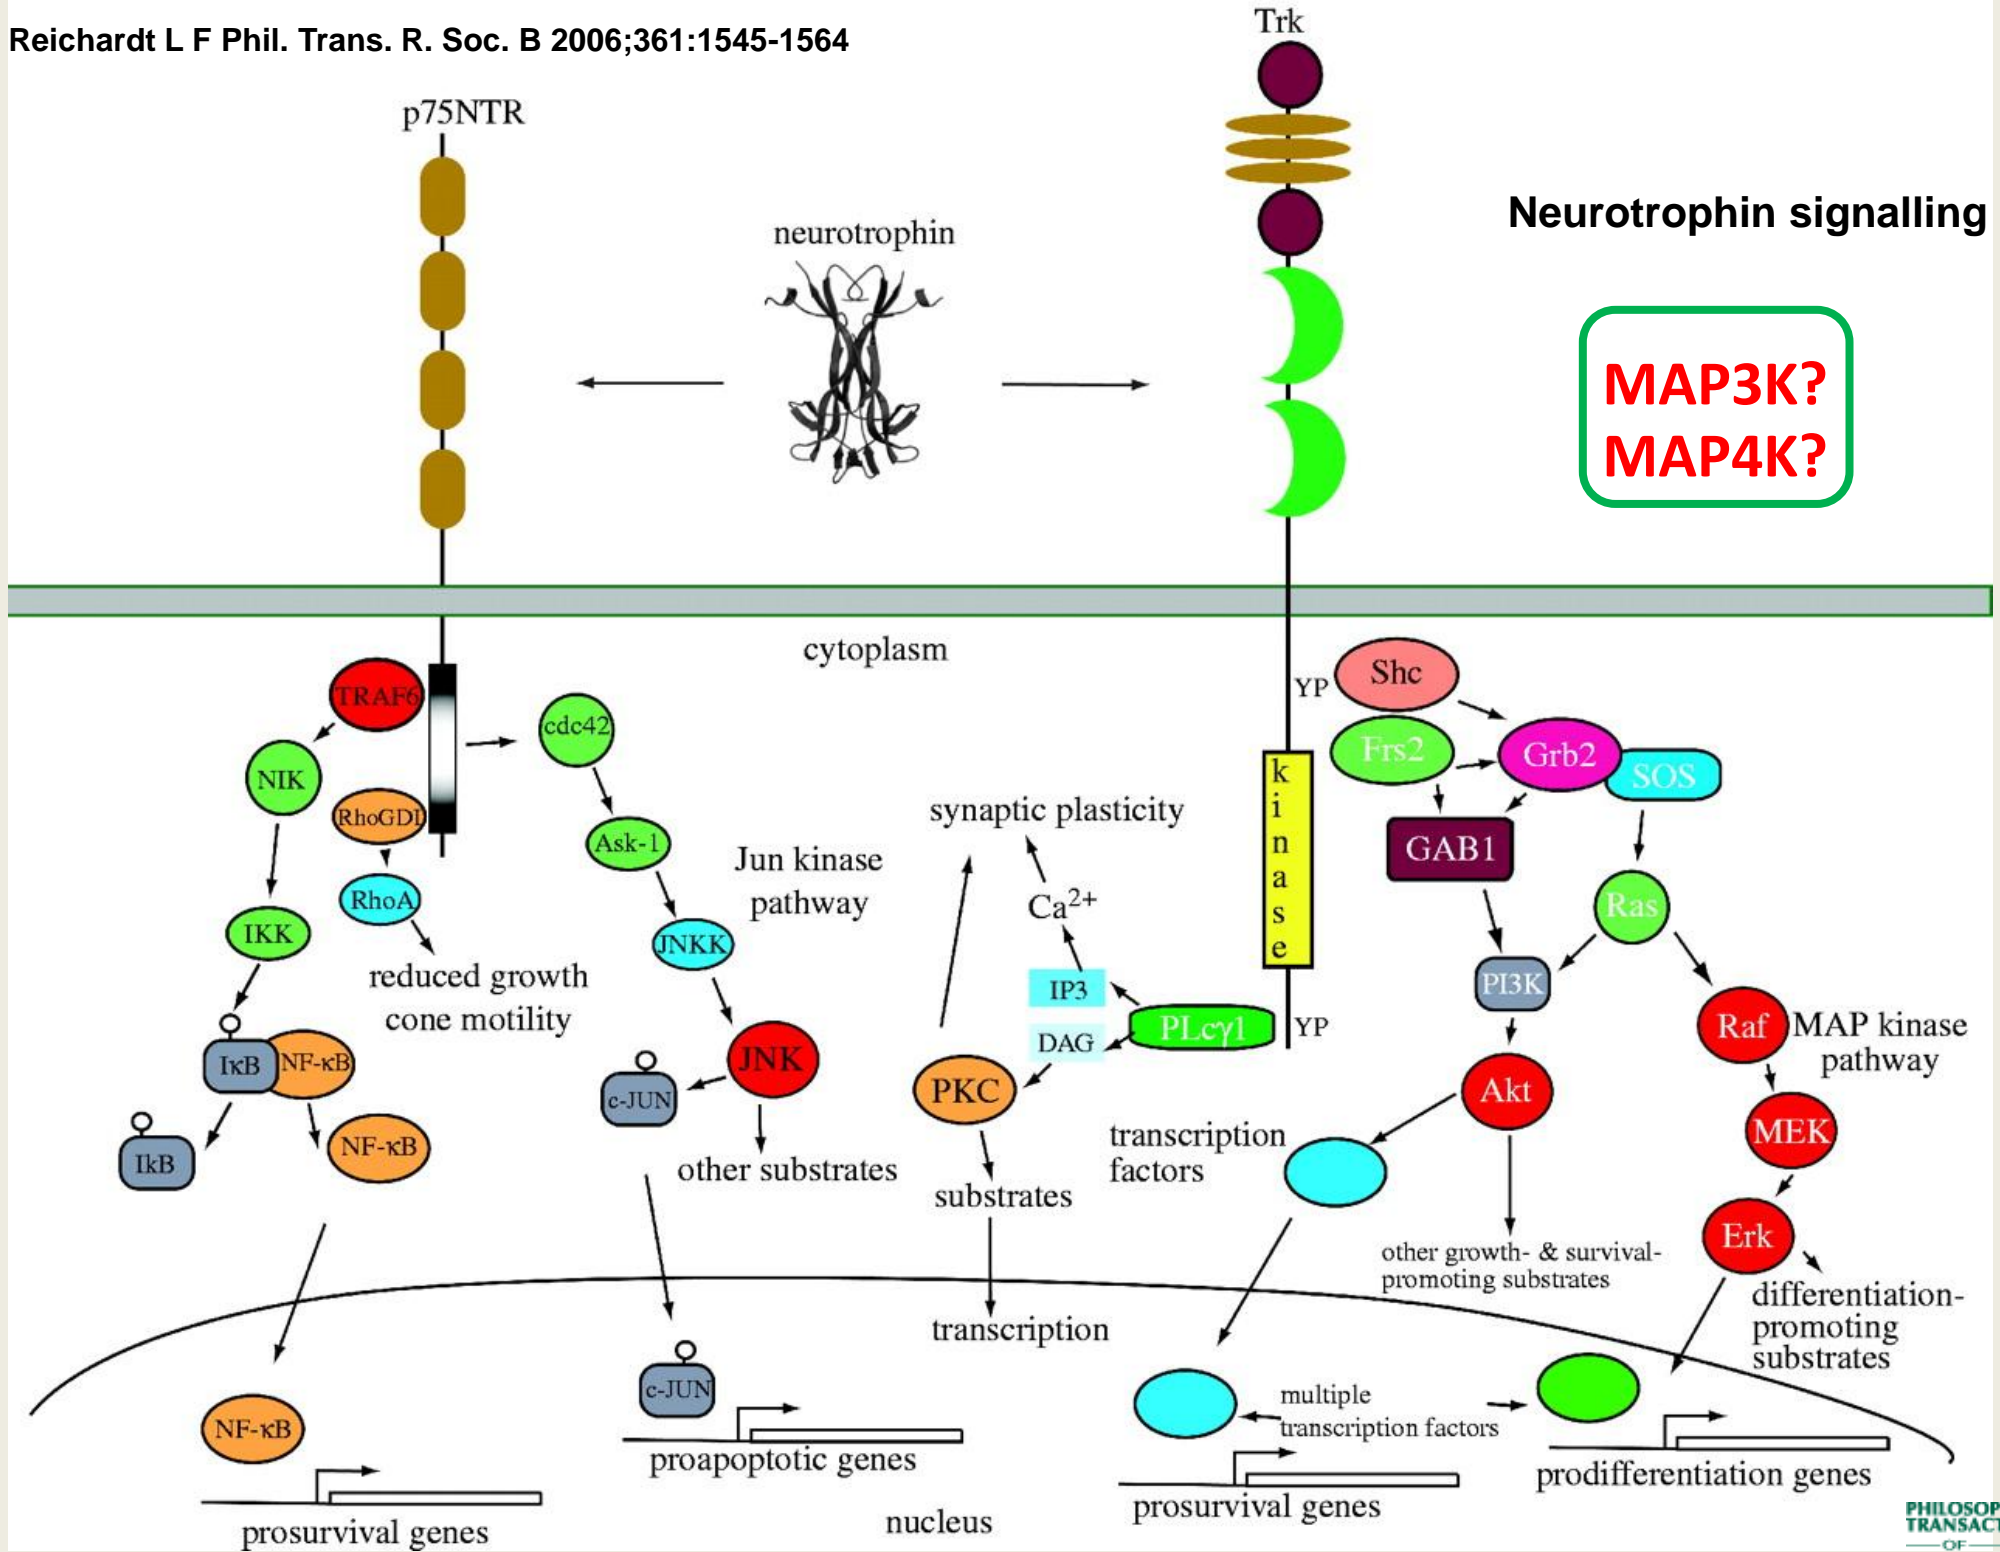 Reichardt L F Phil. Trans. R. Soc. B 2006;361:1545-1564
Trk
p75NTR
neurotrophin
Neurotrophin signalling
MAP3K?
MAP4K?
cytoplasm
TRAF6
NIK
RhoGDI
RhoA
IKK
reduced growth
cone motility
IκB
NF-κB
IkB
NF-κB
cdc42
Ask-1
Jun kinase
pathway
JNKK
JNK
c-JUN
other substrates
synaptic plasticity
Ca2+
IP3
DAG
PLcγ1
PKC
substrates
transcription
kinase
YP
YP
Shc
Frs2
Grb2
SOS
GAB1
Ras
PI3K
Raf
MAP kinase
pathway
Akt
MEK
Erk
transcription
factors
other growth- & survival-
promoting substrates
differentiation-
promoting
substrates
NF-κB
prosurvival genes
c-JUN
proapoptotic genes
nucleus
multiple
transcription factors
prosurvival genes
prodifferentiation genes
PHILOSOP
TRANSACT
OF